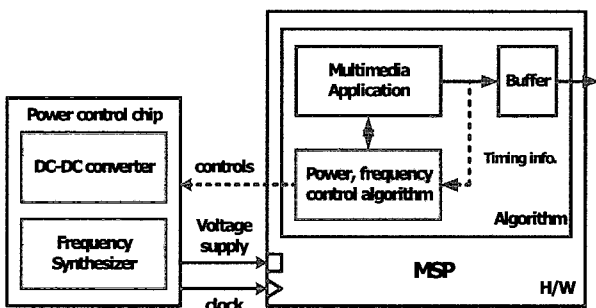 Power control chip
DC-DC converter
Frequency
Synthesizer
controls
Voltage
supply
clock
Multimedia
Application
Buffer
Power, frequency
control algorithm
Timing info.
Algorithm
MSP
H/W